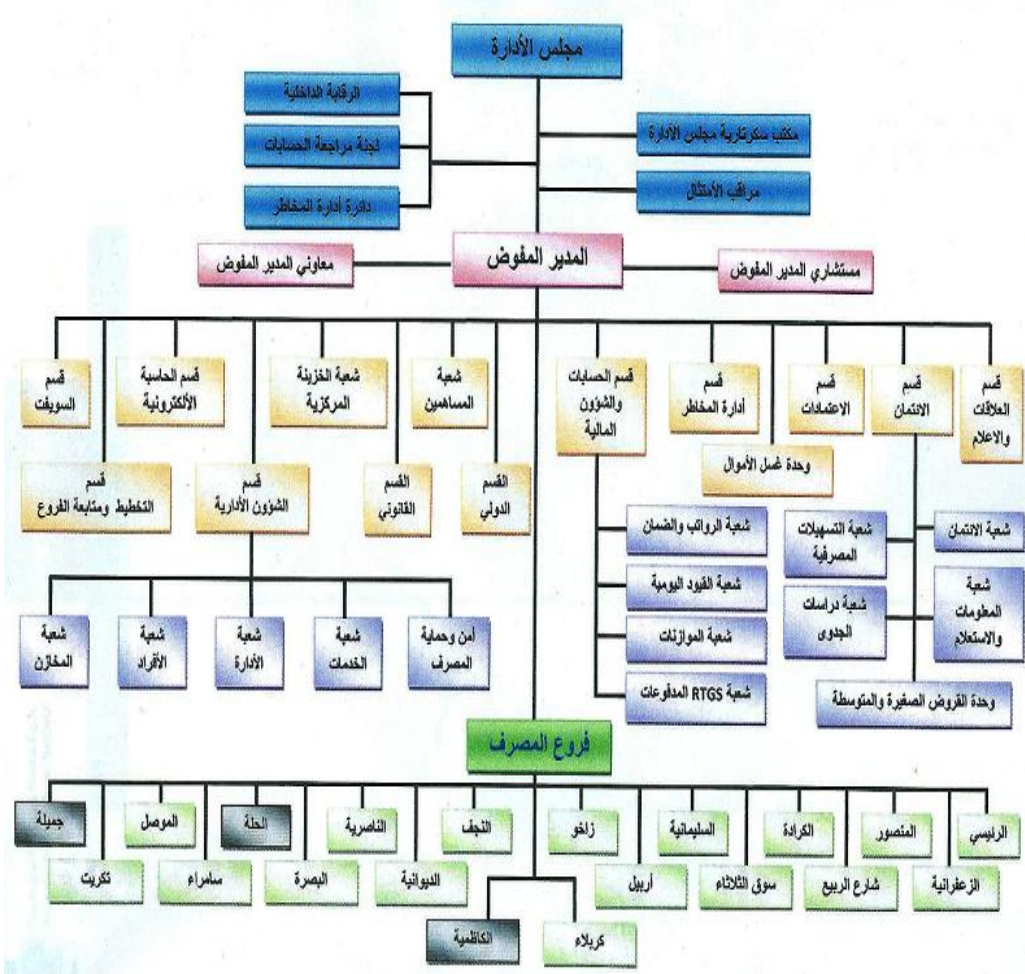 مجلس الأدارة
الرقابة الداخلية
مكتب سكرتارية مجلس الأدارة
لجنة مراجعة الحسابات
مراقب الأمتثال
دائرة أدارة المخاطر
المدير المفوض
مستشاري المدير المفوض
معاوني المدير المفوض
قسم
العلاقات
والاعلام
قسم
الائتمان
قسم
الاعتمادات
قسم
أدارة المخاطر
قسم الحسابات
والشؤون
المالية
شعبة
المساهمين
شعبة الخزينة
المركزية
قسم الحاسبة
الألكترونية
قسم
السويفت
وحدة غسل الأموال
القسم
الدولي
القسم
القانوني
قسم
الشؤون الأدارية
قسم
التخطيط ومتابعة الفروع
شعبة الائتمان
شعبة التسهيلات
المصرفية
شعبة
المعلومات
والاستعلام
شعبة دراسات
الجدوى
وحدة القروض الصغيرة والمتوسطة
شعبة الرواتب والضمان
شعبة القيود اليومية
شعبة الموازنات
شعبة RTGS المدفوعات
أمن وحماية
المصرف
شعبة
الخدمات
شعبة
الأدارة
شعبة
الأفراد
شعبة
المخازن
فروع المصرف
الرئيسي
المنصور
الكرادة
السليمانية
زاخو
النجف
الناصرية
الحلة
الموصل
جميلة
الزعفرانية
شارع الربيع
سوق الثلاثاء
أربيل
الديوانية
البصرة
سامراء
تكريت
كربلاء
الكاظمية